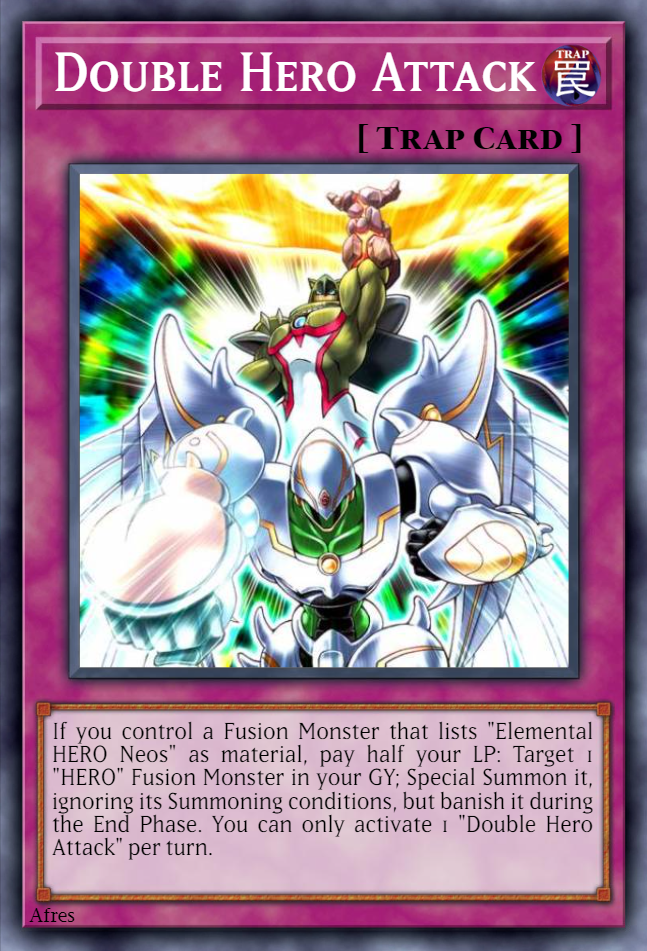 Double Hero Attack
TRAP
罠
[ Trap Card ]
If you control a Fusion Monster that lists "Elemental
HERO Neos" as material, pay half your LP: Target 1
"HERO" Fusion Monster in your GY; Special Summon it,
ignoring its Summoning conditions, but banish it during
the End Phase. You can only activate 1 "Double Hero
Attack" per turn.
Afres